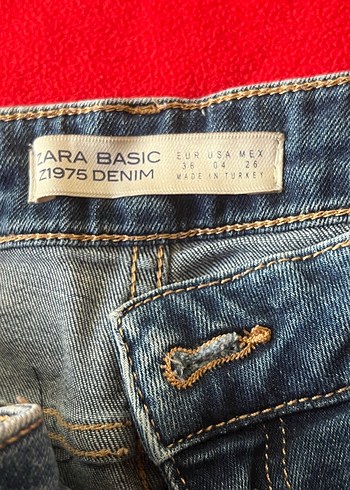 ZARA BASIC
Z1975 DENIM
EUR USA MEX
36 04 26
MADE IN TURKEY